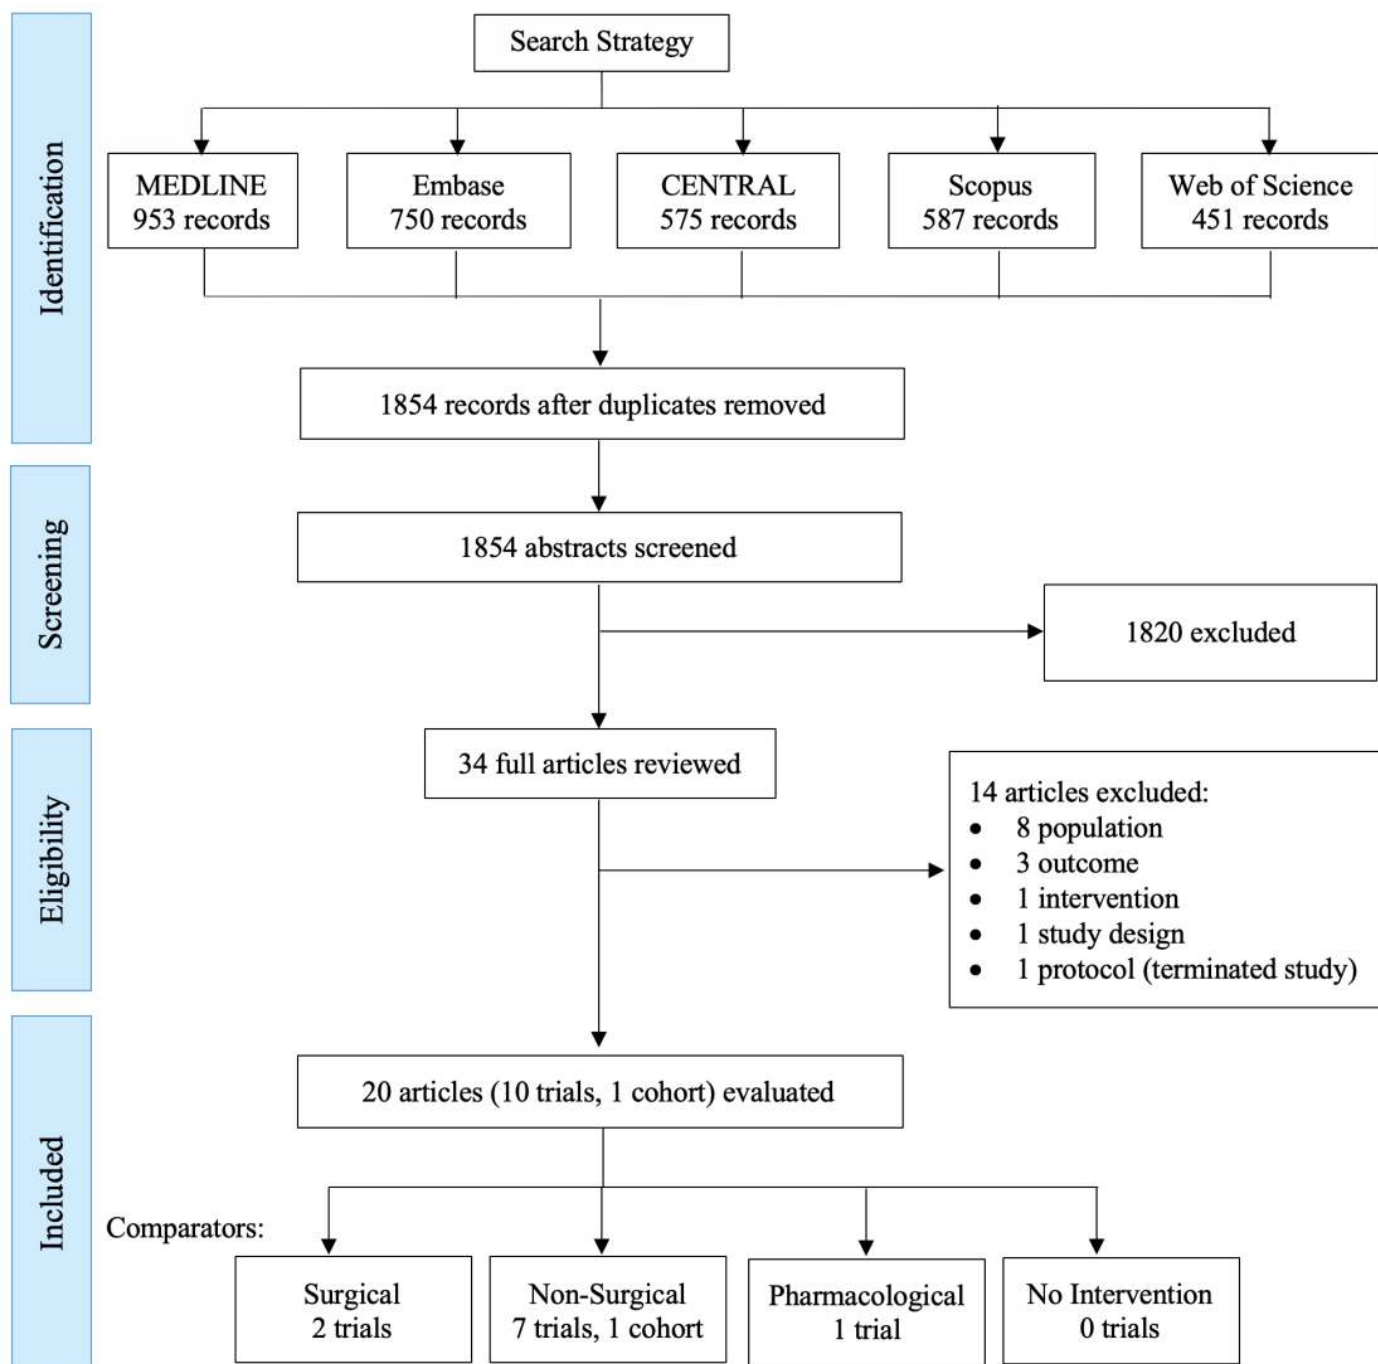 Identification
Search Strategy
MEDLINE
953 records
Embase
750 records
CENTRAL
575 records
Scopus
587 records
Web of Science
451 records
1854 records after duplicates removed
Screening
1854 abstracts screened
1820 excluded
Eligibility
34 full articles reviewed
14 articles excluded:
• 8 population
• 3 outcome
• 1 intervention
• 1 study design
• 1 protocol (terminated study)
Included
20 articles (10 trials, 1 cohort) evaluated
Comparators:
Surgical
2 trials
Non-Surgical
7 trials, 1 cohort
Pharmacological
1 trial
No Intervention
0 trials